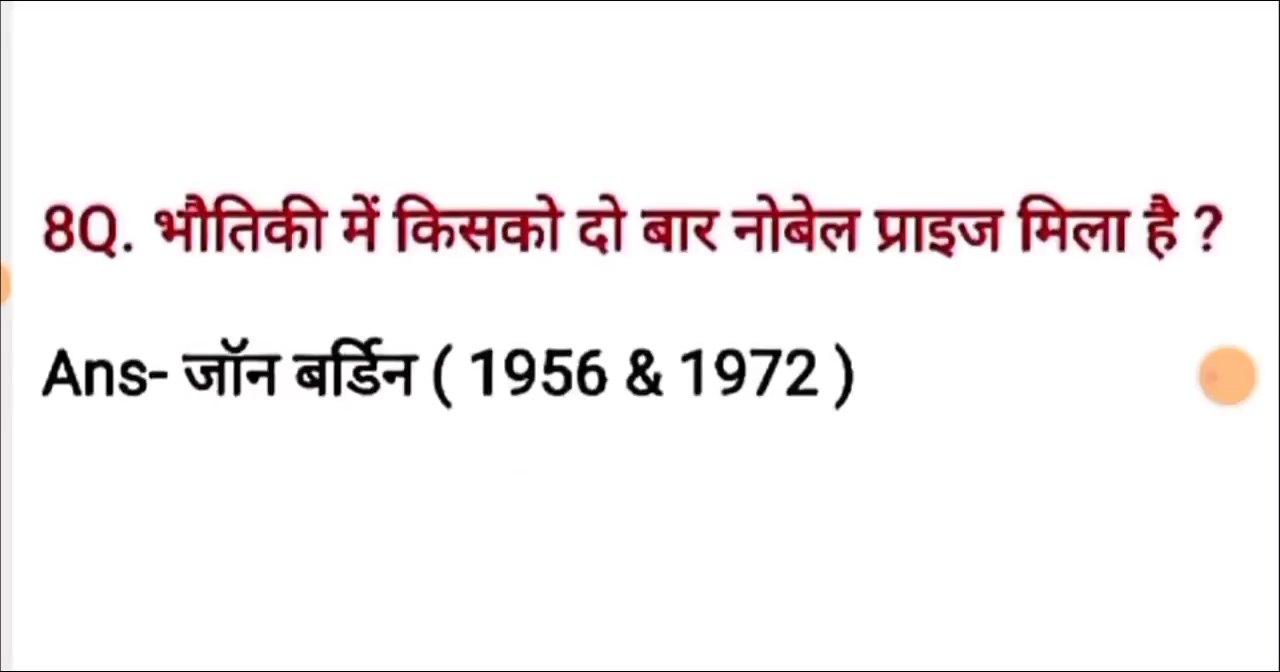 8Q. भौतिकी में किसको दो बार नोबेल प्राइज मिला है ?
Ans- जॉन बर्डिन ( 1956 & 1972 )